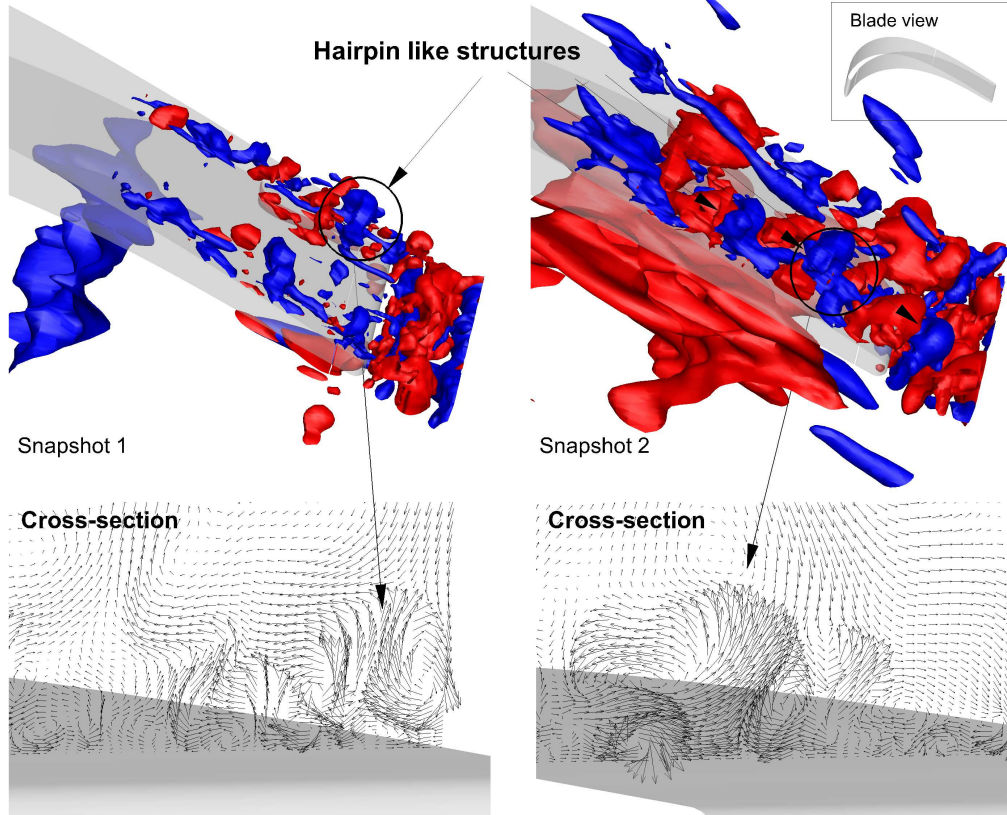 Blade view
Hairpin like structures
Snapshot 1
Snapshot 2
Cross-section
Cross-section